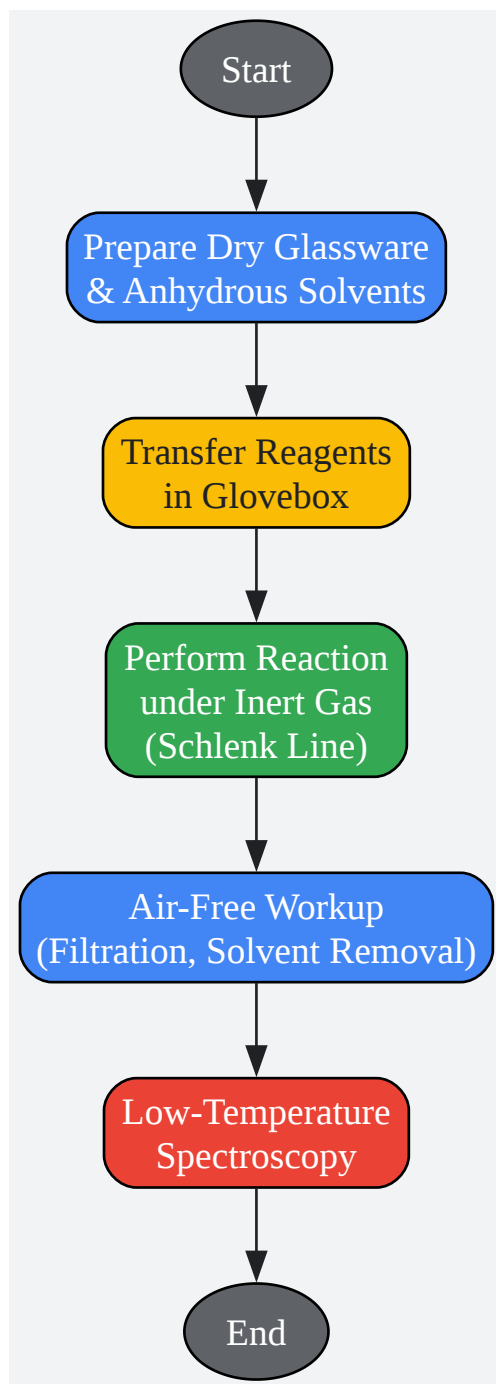 Start
Prepare Dry Glassware
& Anhydrous Solvents
Transfer Reagents
in Glovebox
Perform Reaction
under Inert Gas
(Schlenk Line)
Air-Free Workup
(Filtration, Solvent Removal)
Low-Temperature
Spectroscopy
End